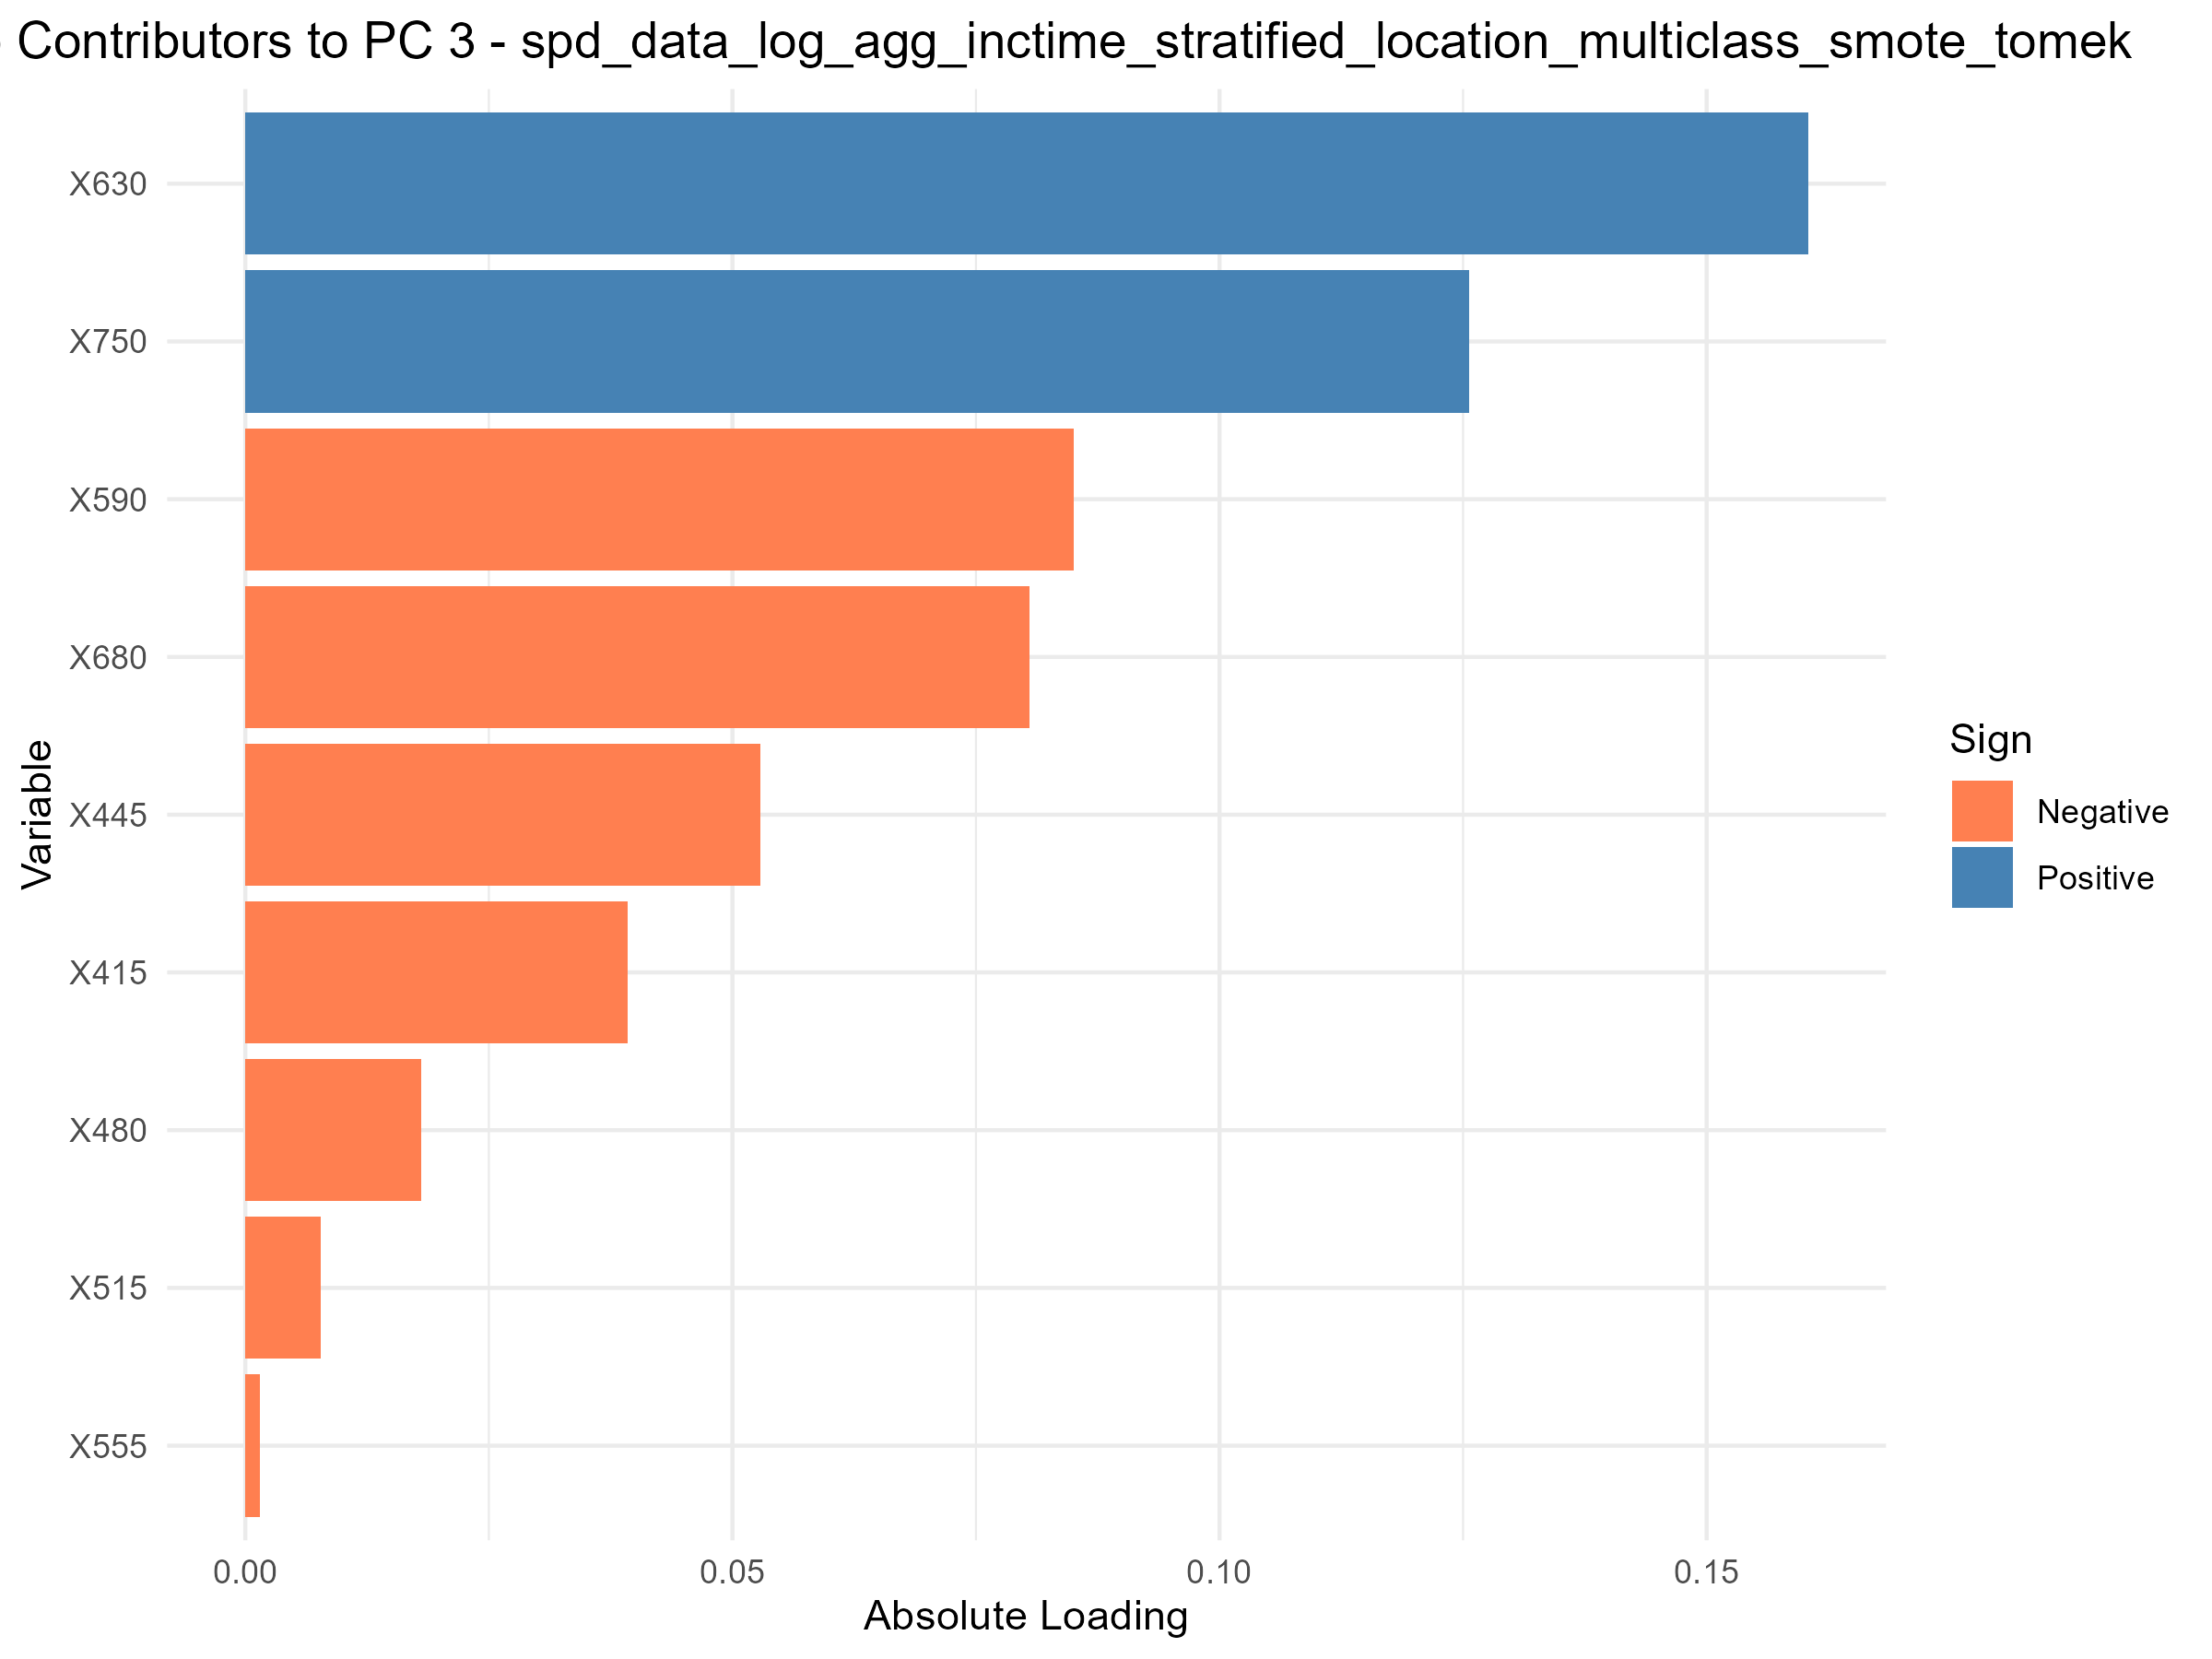 Contributors to PC 3 - spd_data_log_agg_inctime_stratified_location_multiclass_smote_tomek
X630
X750
X590
X680
X445
X415
X480
X515
X555
Variable
0.00 0.05 0.10 0.15
Absolute Loading
Sign
Negative
Positive